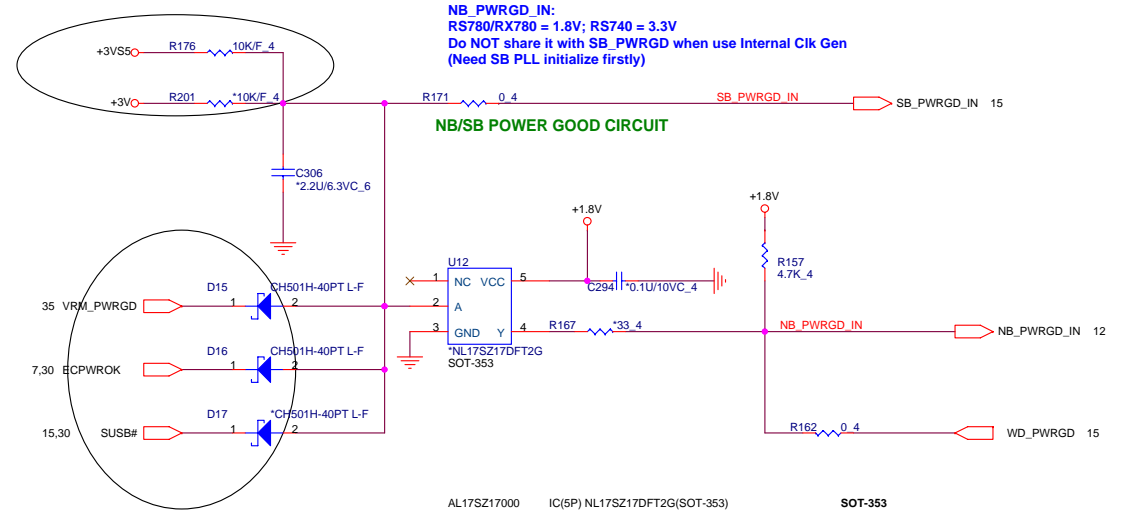 NB_PWRGD_IN:
RS780/RX780 = 1.8V; RS740 = 3.3V
Do NOT share it with SB_PWRGD when use Internal Clk Gen
(Need SB PLL initialize firstly)
+3VS5 R176 10K/F_4
+3V R201 *10K/F_4 R171 0_4 SB_PWRGD_IN SB_PWRGD_IN 15
NB/SB POWER GOOD CIRCUIT
C306
*2.2U/6.3VC_6
+1.8V +1.8V
U12
R157
4.7K_4
1 NC VCC 5
D15 CH501H-40PT L-F C294 *0.1U/10VC_4
35 VRM_PWRGD 1 2 2 A
3 GND Y 4 R167 *33_4 NB_PWRGD_IN NB_PWRGD_IN 12
*NL17SZ17DFT2G
SOT-353
D16 CH501H-40PT L-F
7,30 ECPWROK 1 2
D17 *CH501H-40PT L-F
15,30 SUSB# 1 2
R162 0_4 WD_PWRGD 15
AL17SZ17000 IC(5P) NL17SZ17DFT2G(SOT-353) SOT-353